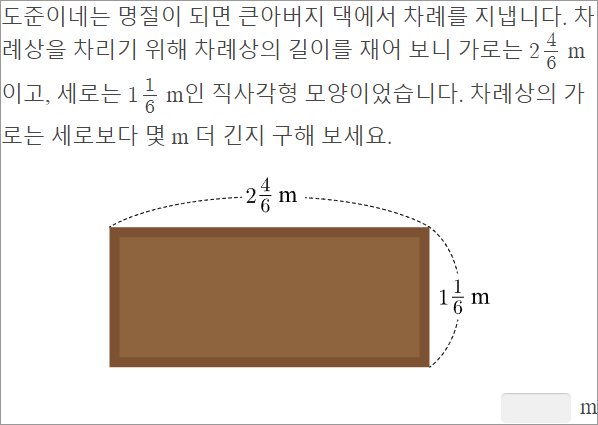 도준이네는 명절이 되면 큰아버지 댁에서 차례를 지냅니다. 차
례상을 차리기 위해 차례상의 길이를 재어 보니 가로는 2 4/6 m
이고, 세로는 1 1/6 m인 직사각형 모양이었습니다. 차례상의 가
로는 세로보다 몇 m 더 긴지 구해 보세요.
2 4/6 m
1 1/6 m
m